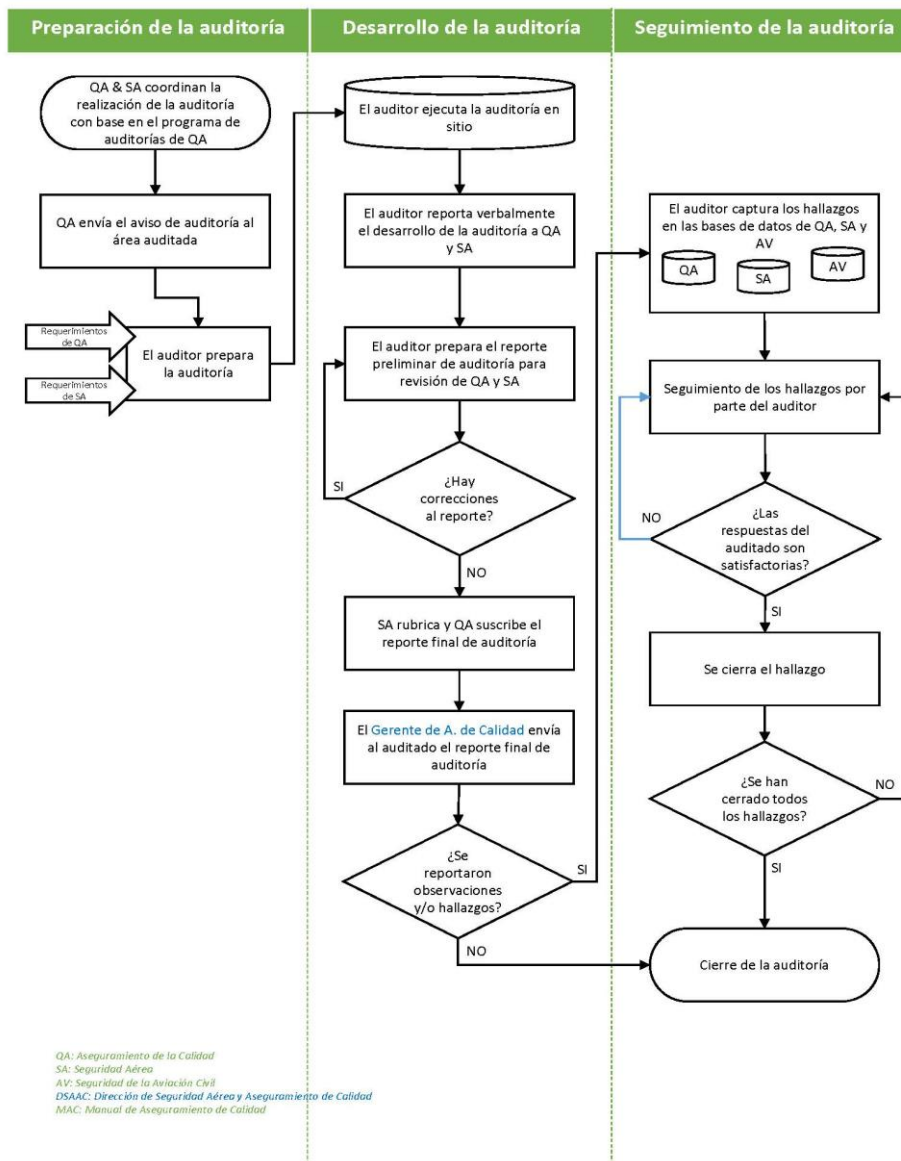 Preparación de la auditoría
QA & SA coordinan la
realización de la auditoría
con base en el programa de
auditorías de QA
QA envía el aviso de auditoría al
área auditada
Requerimientos
de QA
Requerimientos
de SA
El auditor prepara
la auditoría
Desarrollo de la auditoría
El auditor ejecuta la auditoría en
sitio
El auditor reporta verbalmente
el desarrollo de la auditoría a QA
y SA
El auditor prepara el reporte
preliminar de auditoría para
revisión de QA y SA
¿Hay
correcciones
al reporte?
SI
NO
SA rubrica y QA suscribe el
reporte final de auditoría
El Gerente de A. de Calidad envía
al auditado el reporte final de
auditoría
¿Se
reportaron
observaciones
y/o hallazgos?
SI
NO
Seguimiento de la auditoría
El auditor captura los hallazgos
en las bases de datos de QA, SA y
AV
QA
SA
AV
Seguimiento de los hallazgos por
parte del auditor
¿Las
respuestas del
auditado son
satisfactorias?
NO
SI
Se cierra el hallazgo
¿Se han
cerrado todos
los hallazgos?
NO
SI
Cierre de la auditoría
QA: Aseguramiento de la Calidad
SA: Seguridad Aérea
AV: Seguridad de la Aviación Civil
DSAAC: Dirección de Seguridad Aérea y Aseguramiento de Calidad
MAC: Manual de Aseguramiento de Calidad